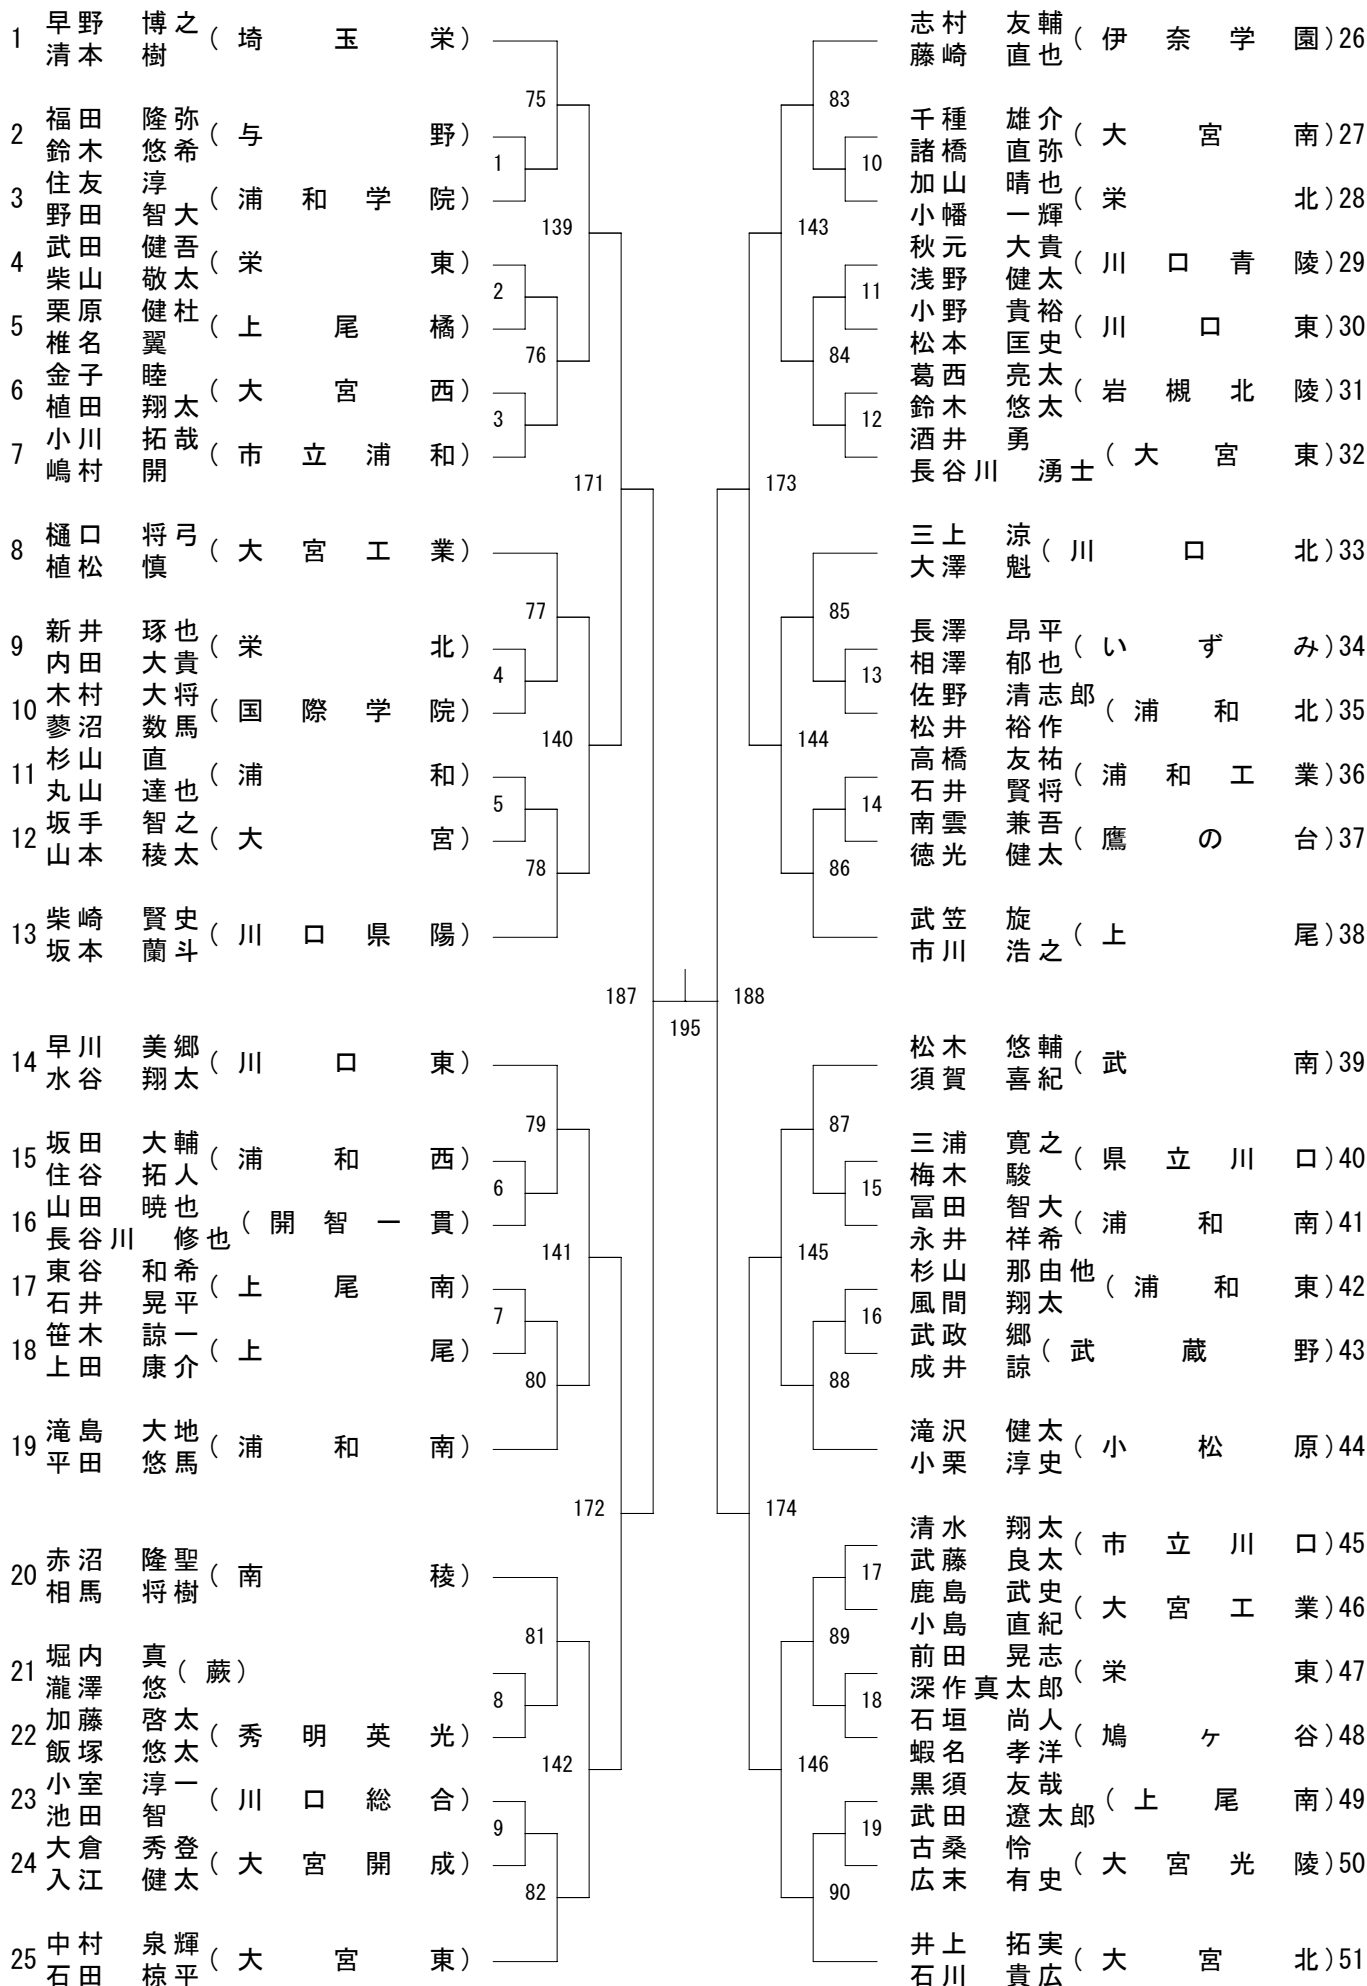 1 早野 博之 (埼玉栄)
清本 樹
75
2 福田 隆弥 (与野)
鈴木 悠希
1
3 住友 淳 (浦和学院)
野田 智大
139
4 武田 健吾 (栄東)
柴山 敬太
2
5 栗原 健杜 (上尾橘)
椎名 翼
76
6 金子 睦 (大宮西)
植田 翔太
3
7 小川 拓哉 (市立浦和)
嶋村 開
171
8 樋口 将弓 (大宮工業)
植松 慎
77
9 新井 琢也 (栄北)
内田 大貴
4
10 木村 大将 (国際学院)
蓼沼 数馬
140
11 杉山 直 (浦和)
丸山 達也
5
12 坂手 智之 (大宮)
山本 稜太
78
13 柴崎 賢史 (川口県陽)
坂本 蘭斗
187
195
14 早川 美郷 (川口東)
水谷 翔太
79
15 坂田 大輔 (浦和西)
住谷 拓人
6
16 山田 暁也 (開智一貫)
長谷川 修也
141
17 東谷 和希 (上尾南)
石井 晃平
7
18 笹木 諒一 (上尾)
上田 康介
80
19 滝島 大地 (浦和南)
平田 悠馬
172
20 赤沼 隆聖 (南稜)
相馬 将樹
81
21 堀内 真 (蕨)
瀧澤 悠
8
22 加藤 啓太 (秀明英光)
飯塚 悠太
142
23 小室 淳一 (川口総合)
池田 智
9
24 大倉 秀登 (大宮開成)
入江 健太
82
25 中村 泉輝 (大宮東)
石田 椋平
志村 友輔 (伊奈学園) 26
藤崎 直也
83
千種 雄介 (大宮南) 27
諸橋 直弥
10
加山 晴也 (栄北) 28
小幡 一輝
143
秋元 大貴 (川口青陵) 29
浅野 健太
11
小野 貴裕 (川口東) 30
松本 匡史
84
葛西 亮太 (岩槻北陵) 31
鈴木 悠太
12
酒井 勇 (大宮東) 32
長谷川 湧士
173
三上 涼 (川口北) 33
大澤 魁
85
長澤 昂平 (いずみ) 34
相澤 郁也
13
佐野 清志郎 (浦和北) 35
松井 裕作
144
高橋 友祐 (浦和工業) 36
石井 賢将
14
南雲 兼吾 (鷹の台) 37
徳光 健太
86
武笠 旋 (上尾) 38
市川 浩之
188
松木 悠輔 (武南) 39
須賀 喜紀
87
三浦 寛之 (県立川口) 40
梅木 駿
15
冨田 智大 (浦和南) 41
永井 祥希
145
杉山 那由他 (浦和東) 42
風間 翔太
16
武政 郷 (武蔵野) 43
成井 諒
88
滝沢 健太 (小松原) 44
小栗 淳史
174
清水 翔太 (市立川口) 45
武藤 良太
17
鹿島 武史 (大宮工業) 46
小島 直紀
89
前田 晃志 (栄東) 47
深作真太郎
18
石垣 尚人 (鳩ヶ谷) 48
蝦名 孝洋
146
黒須 友哉 (上尾南) 49
武田 遼太郎
19
古桑 怜 (大宮光陵) 50
広末 有史
90
井上 拓実 (大宮北) 51
石川 貴広